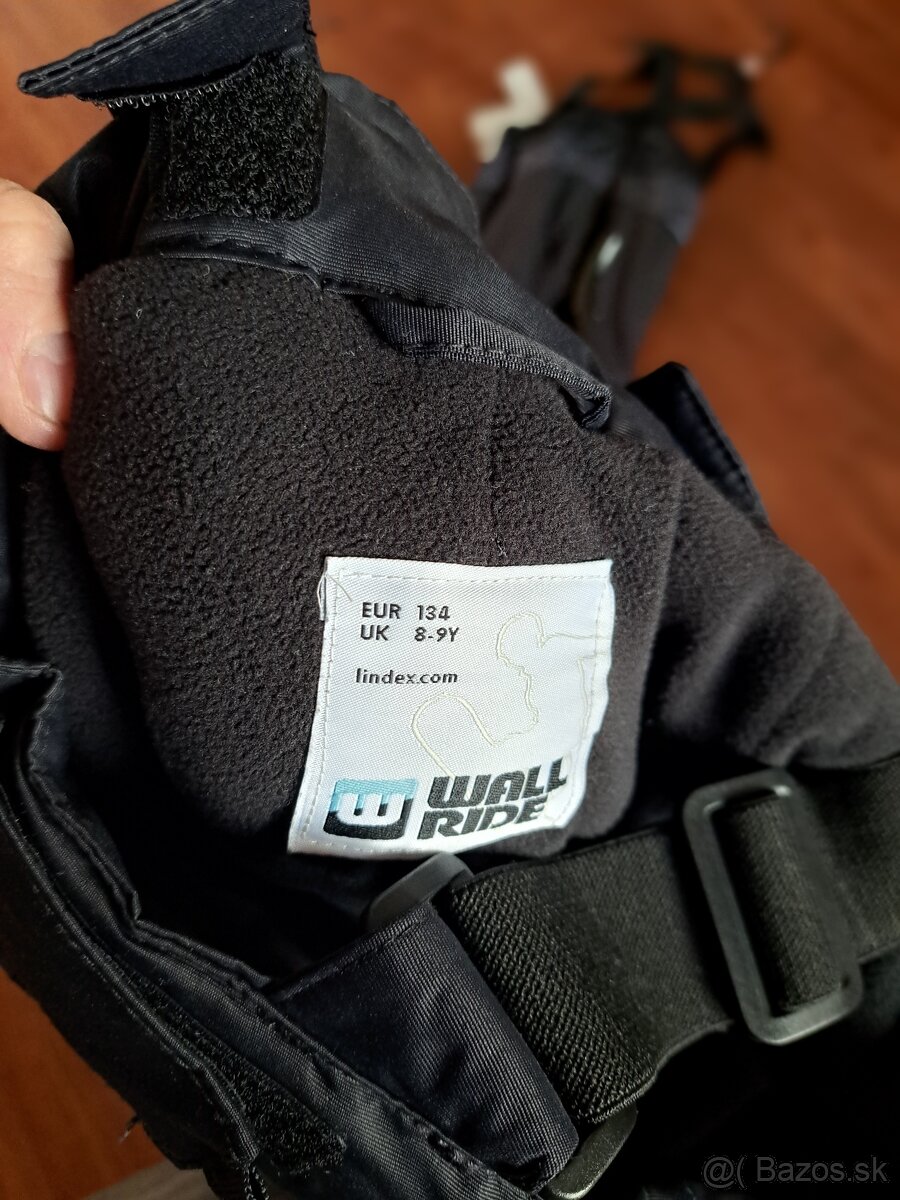 EUR 134
UK 8-9Y
lindex.com
WALL
RIDE
@( Bazos.sk